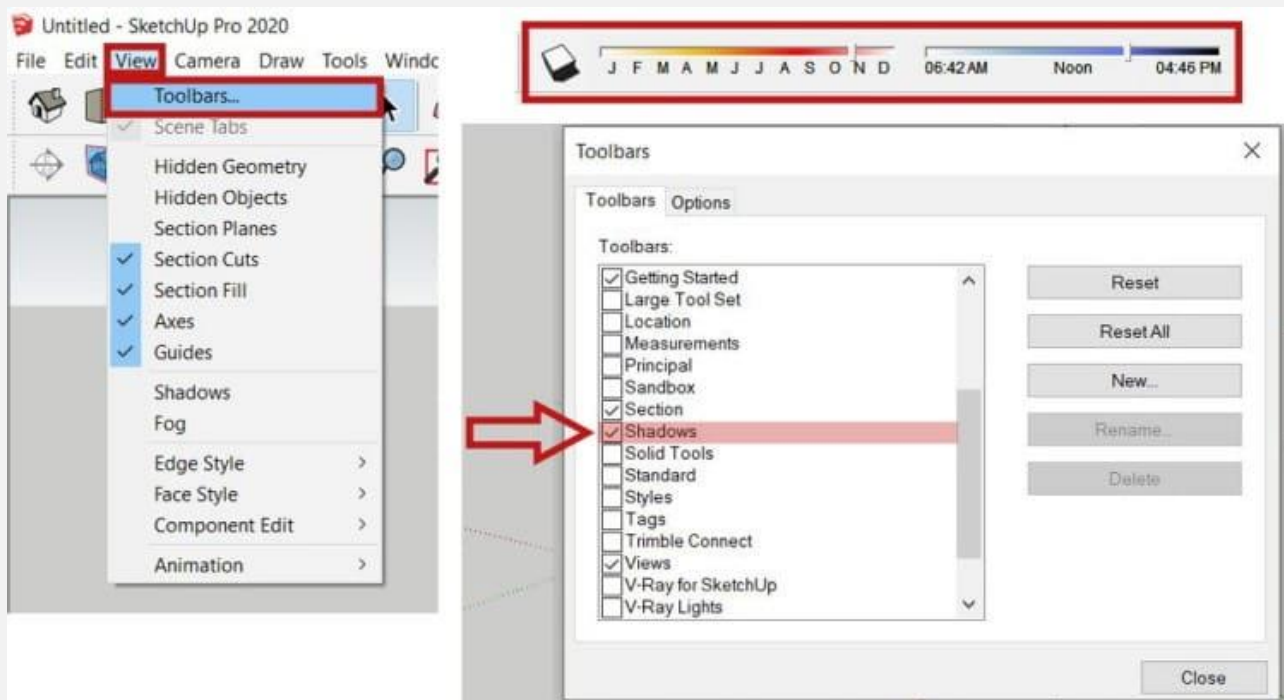 Untitled - SketchUp Pro 2020
File Edit View Camera Draw Tools
Toolbars...
Scene Tabs
Hidden Geometry
Hidden Objects
Section Planes
Section Cuts
Section Fill
Axes
Guides
Shadows
Fog
Edge Style
Face Style
Component Edit
Animation
J F M A M J J A S O N D 06:42 AM Noon 04:46 PM
Toolbars
Toolbars Options
Toolbars:
Getting Started
Large Tool Set
Location
Measurements
Principal
Sandbox
Section
Shadows
Solid Tools
Standard
Styles
Tags
Trimble Connect
Views
V-Ray for SketchUp
V-Ray Lights
Reset
Reset All
New...
Rename...
Delete
Close